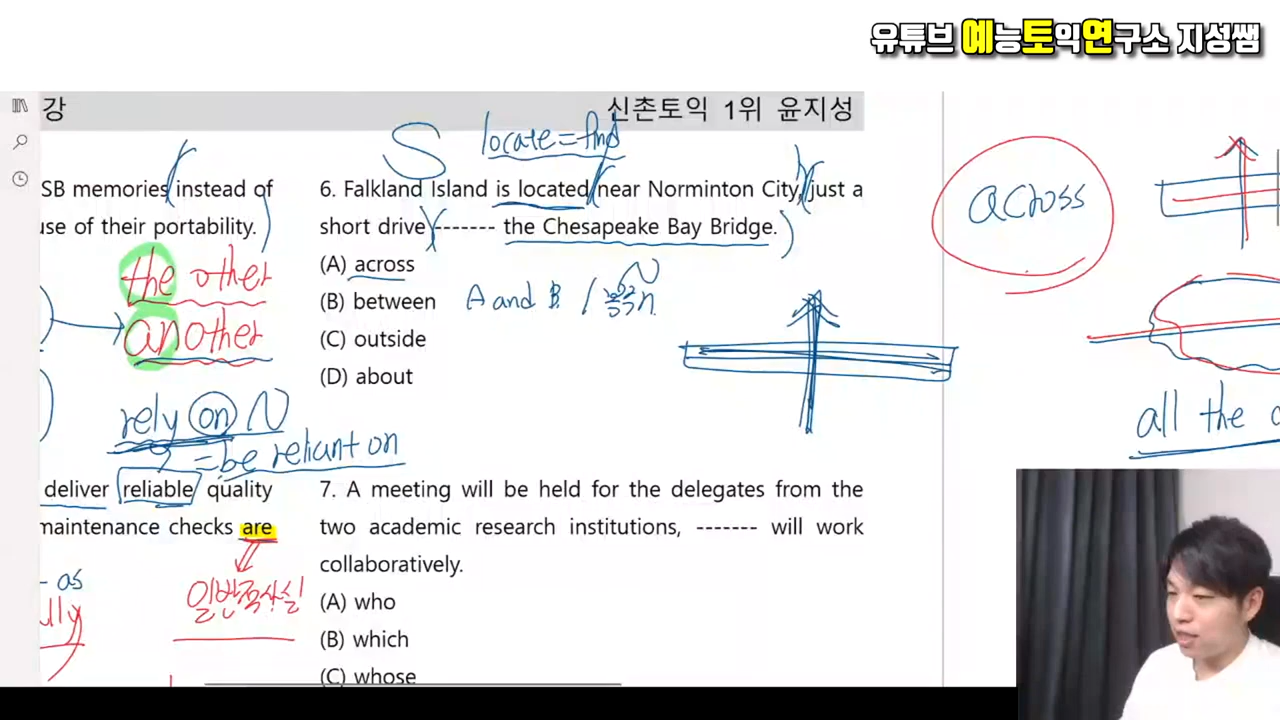 유튜브 예능토익연구소 지성쌤
강
신촌토익 1위 윤지성
S locate=find
SB memories instead of
use of their portability.
the other
another
rely on N
= be reliant on
deliver reliable quality
maintenance checks are
일반적사실
- as
lly
6. Falkland Island is located near Norminton City, just a
short drive ------- the Chesapeake Bay Bridge.
(A) across
(B) between A and B /
(C) outside
(D) about
7. A meeting will be held for the delegates from the
two academic research institutions, ------- will work
collaboratively.
(A) who
(B) which
(C) whose
across
all the